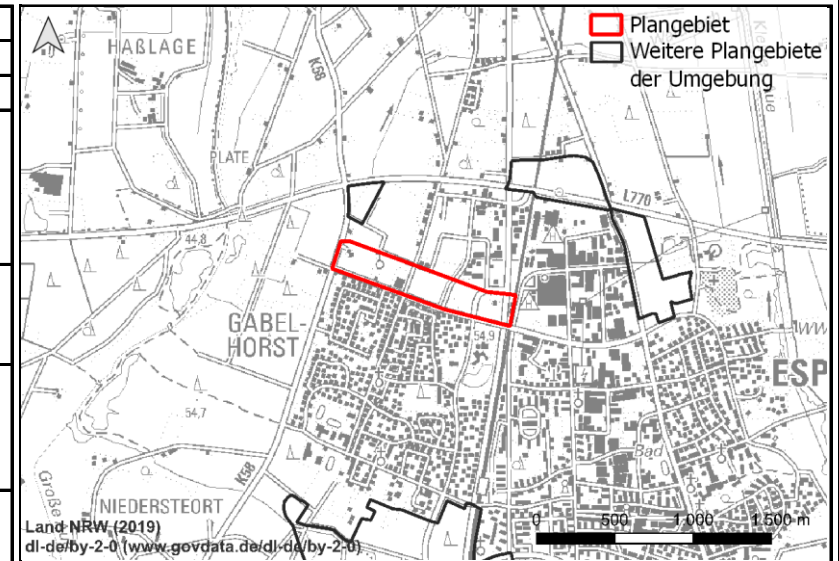 Plangebiet
Weitere Plangebiete
der Umgebung
HAßLAGE
K58
PLATE
L770
44,8
GABEL-
HORST
54,9
ESP
54,7
Bad
K58
Große
NIEDERSTEORT
Land NRW (2019)
dl-de/by-2-0 (www.govdata.de/dl-de/by-2-0)
0 500 1 000 1 500 m